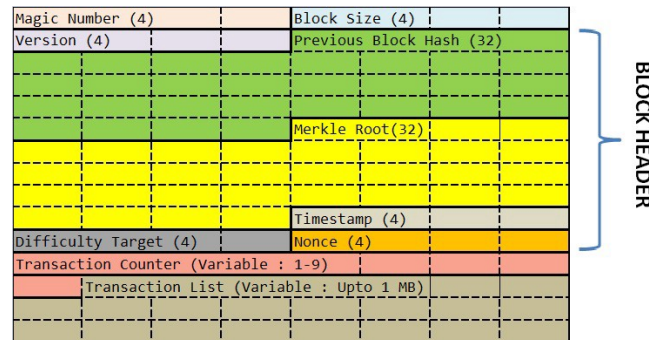 Magic Number (4) Block Size (4)
Version (4) Previous Block Hash (32)
Merkle Root(32)
Timestamp (4)
Difficulty Target (4) Nonce (4)
Transaction Counter (Variable : 1-9)
Transaction List (Variable : Upto 1 MB)
BLOCK HEADER